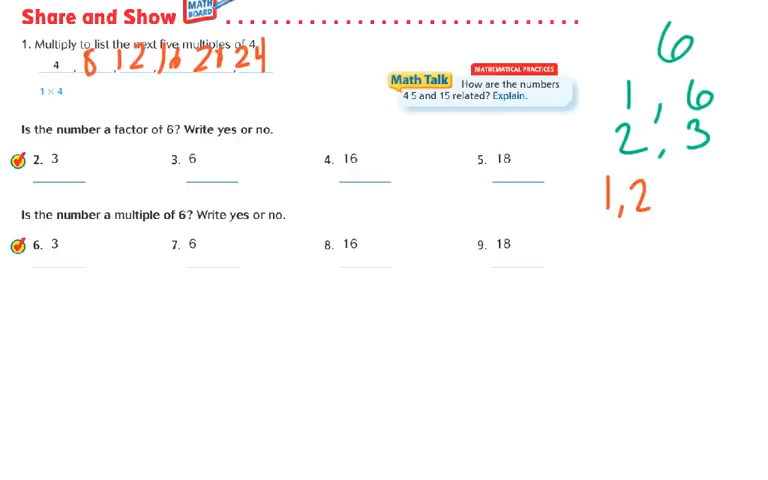 Share and Show
MATH
BOARD
1. Multiply to list the next five multiples of 4.
4, 8, 12, 16, 24
1 × 4
Math Talk
MATHEMATICAL PRACTICES
How are the numbers
4 5 and 15 related? Explain.
Is the number a factor of 6? Write yes or no.
2. 3
3. 6
4. 16
5. 18
Is the number a multiple of 6? Write yes or no.
6. 3
7. 6
8. 16
9. 18
6
1, 6
2, 3
1, 2